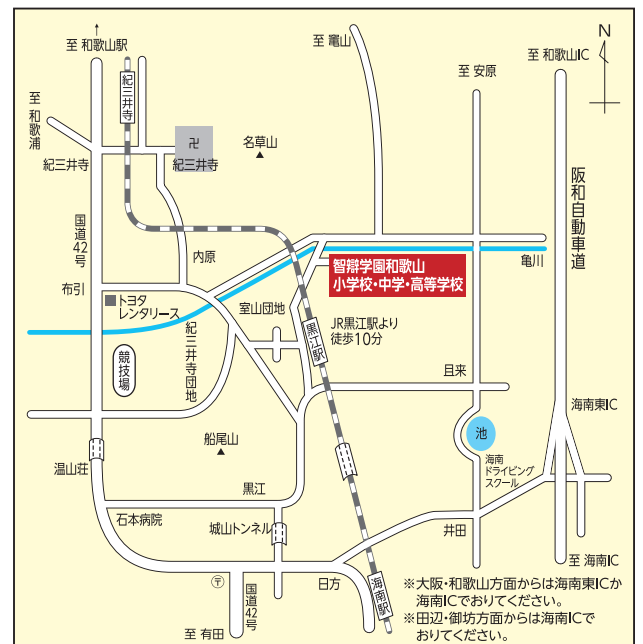 至 和歌山駅
至 竈山
至 和歌山IC
N
至 安原
紀三井寺
至 和歌浦
卍
名草山
紀三井寺
紀三井寺
阪和自動車道
国道42号
内原
亀川
智辯学園和歌山
小学校・中学・高等学校
布引
トヨタ
レンタリース
室山団地
JR黒江駅より
徒歩10分
黒江駅
紀三井寺団地
競技場
且来
海南東IC
池
船尾山
海南
ドライビング
スクール
温山荘
黒江
石本病院
城山トンネル
井田
至 海南IC
〒
国道42号
日方
海南駅
至 有田
※大阪・和歌山方面からは海南東ICか
海南ICでおりてください。
※田辺・御坊方面からは海南ICで
おりてください。